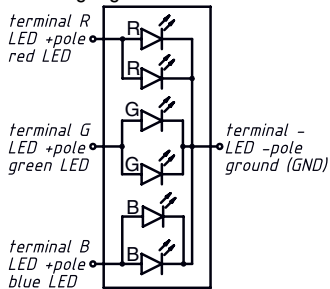 terminal R
LED +pole
red LED
R
R
G
G
terminal G
LED +pole
green LED
terminal -
LED -pole
ground (GND)
B
B
terminal B
LED +pole
blue LED